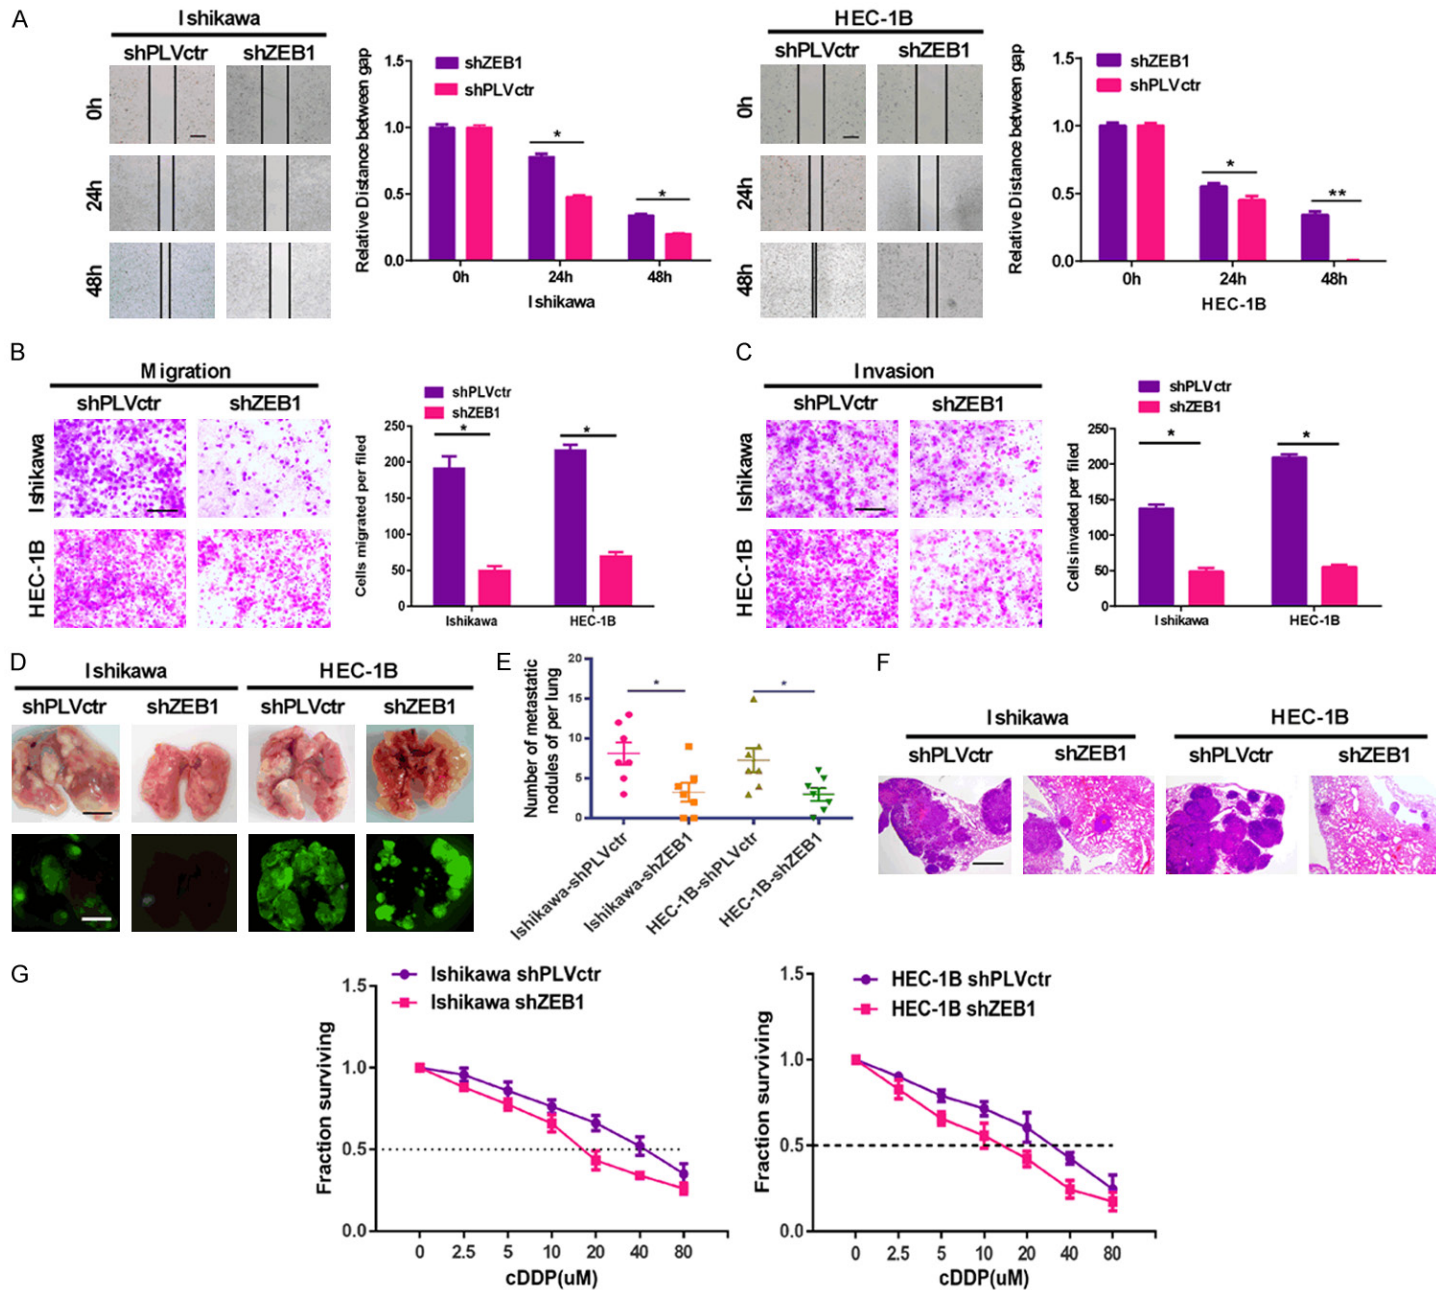 A
Ishikawa
shPLVctr shZEB1
0h
24h
48h
Relative Distance between gap
1.5
1.0
0.5
0.0
shZEB1
shPLVctr
*
*
0h 24h 48h
Ishikawa
HEC-1B
shPLVctr shZEB1
0h
24h
48h
Relative Distance between gap
1.5
1.0
0.5
0.0
shZEB1
shPLVctr
*
**
0h 24h 48h
HEC-1B
B
Migration
shPLVctr shZEB1
Ishikawa
HEC-1B
Cells migrated per filed
250
200
150
100
50
0
shPLVctr
shZEB1
*
*
Ishikawa HEC-1B
C
Invasion
shPLVctr shZEB1
Ishikawa
HEC-1B
Cells invaded per filed
250
200
150
100
50
0
shPLVctr
shZEB1
*
*
Ishikawa HEC-1B
D
Ishikawa HEC-1B
shPLVctr shZEB1 shPLVctr shZEB1
E
Number of metastatic
nodules of per lung
20
15
10
5
0
*
*
Ishikawa-shPLVctr
Ishikawa-shZEB1
HEC-1B-shPLVctr
HEC-1B-shZEB1
F
Ishikawa HEC-1B
shPLVctr shZEB1 shPLVctr shZEB1
G
Fraction surviving
1.5
1.0
0.5
0.0
Ishikawa shPLVctr
Ishikawa shZEB1
0 2.5 5 10 20 40 80
cDDP(uM)
Fraction surviving
1.5
1.0
0.5
0.0
HEC-1B shPLVctr
HEC-1B shZEB1
0 2.5 5 10 20 40 80
cDDP(uM)